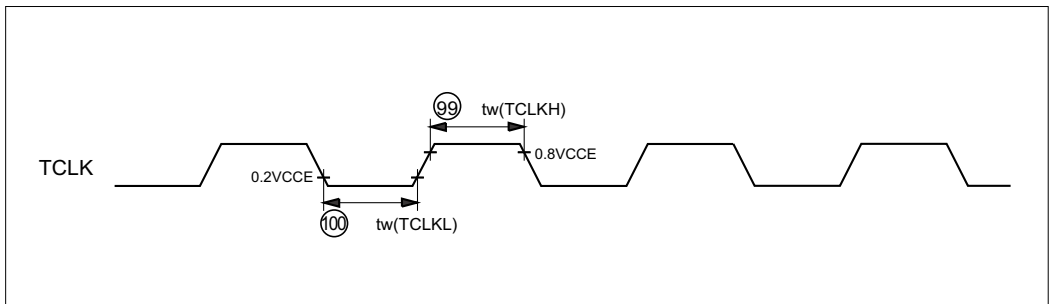 99 tw(TCLKH)
TCLK
0.2VCCE
0.8VCCE
100 tw(TCLKL)